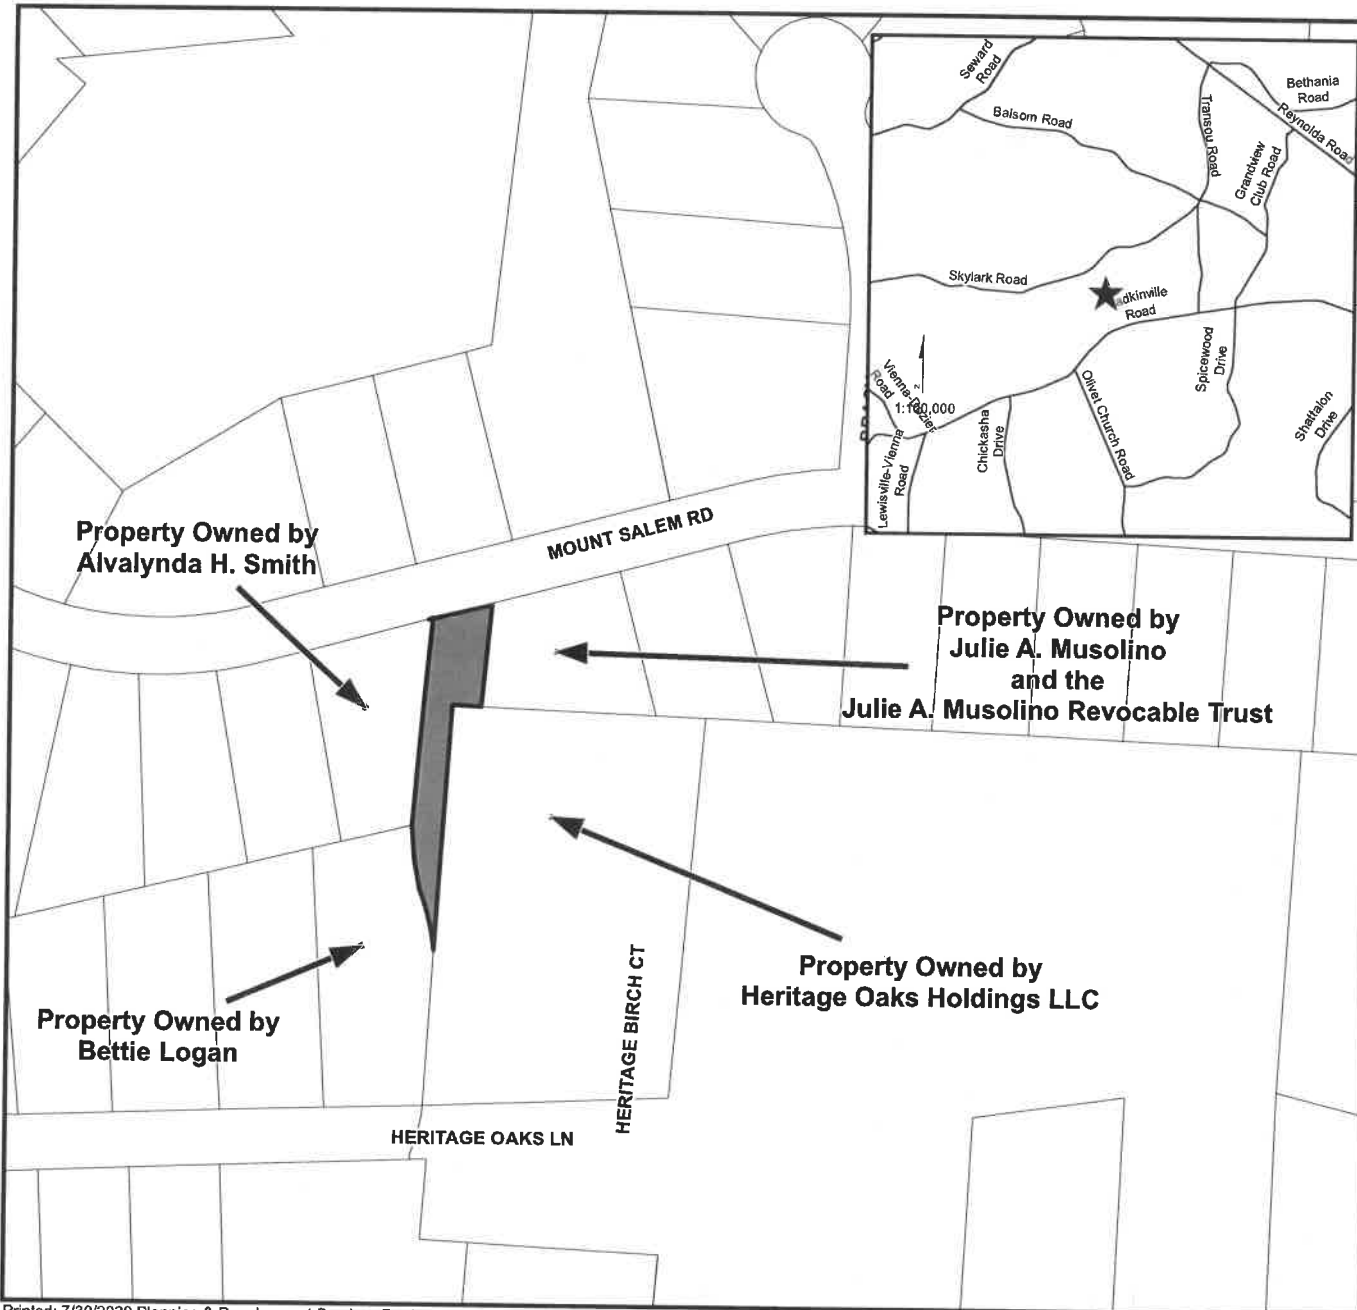 Seward
Road
Balsom Road
Transou Road
Bethania
Road
Reynolda Road
Grandview
Club Road
Skylark Road
adkinville
Road
Vienna-Dozier
Road
N
1:100,000
Lewisville-Vienna
Road
Chickasha
Drive
Olivet Church Road
Spicewood
Drive
Shattalon
Drive
MOUNT SALEM RD
Property Owned by
Alvalynda H. Smith
Property Owned by
Julie A. Musolino
and the
Julie A. Musolino Revocable Trust
Property Owned by
Heritage Oaks Holdings LLC
Property Owned by
Bettie Logan
HERITAGE BIRCH CT
HERITAGE OAKS LN